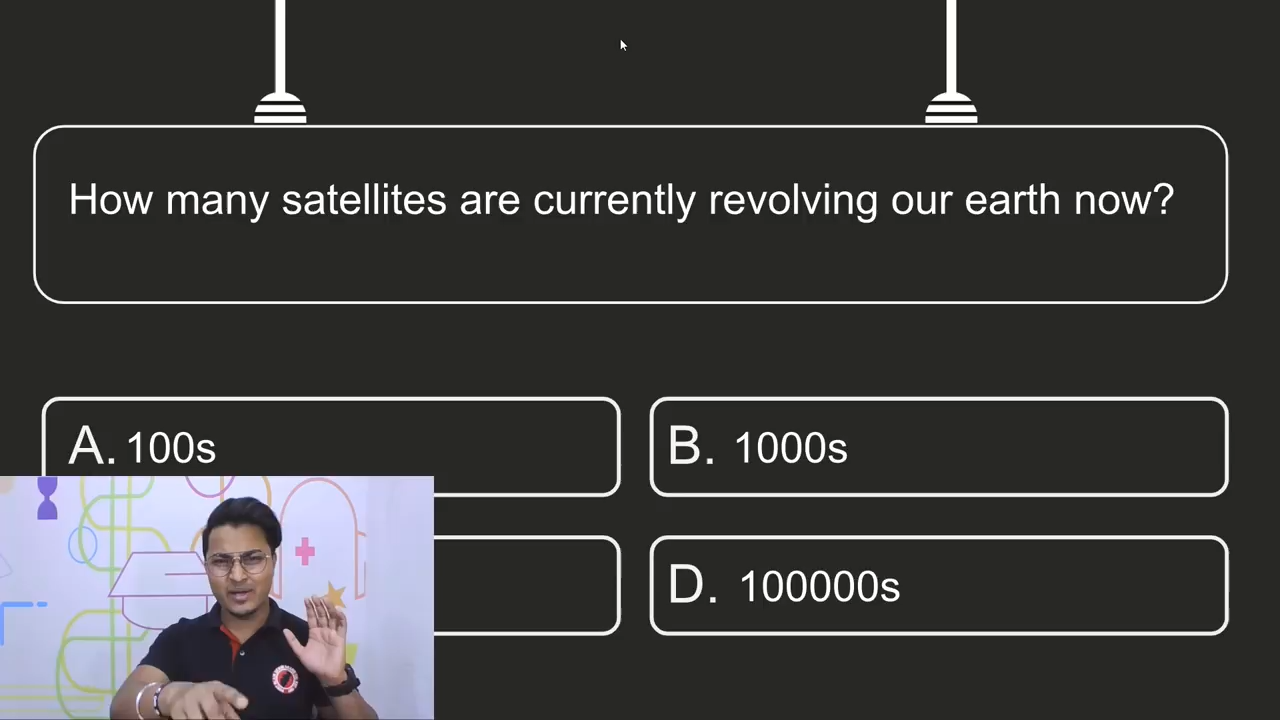 How many satellites are currently revolving our earth now?
A. 100s
B. 1000s
D. 100000s